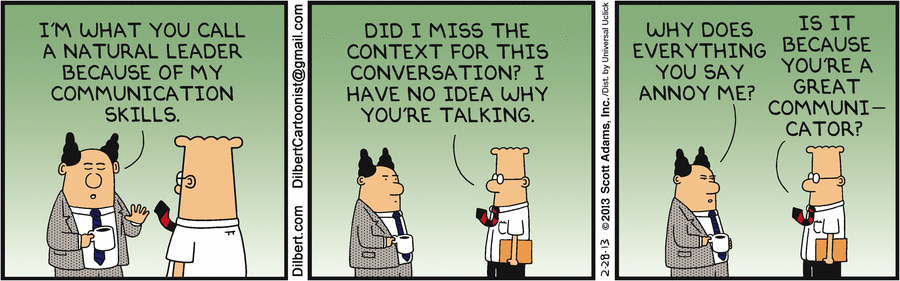 I'M WHAT YOU CALL
A NATURAL LEADER
BECAUSE OF MY
COMMUNICATION
SKILLS.
Dilbert.com DilbertCartoonist@gmail.com
DID I MISS THE
CONTEXT FOR THIS
CONVERSATION? I
HAVE NO IDEA WHY
YOU'RE TALKING.
2-28-13 © 2013 Scott Adams, Inc. /Dist. by Universal Uclick
WHY DOES
EVERYTHING
YOU SAY
ANNOY ME?
IS IT
BECAUSE
YOU'RE A
GREAT
COMMUNI-
CATOR?